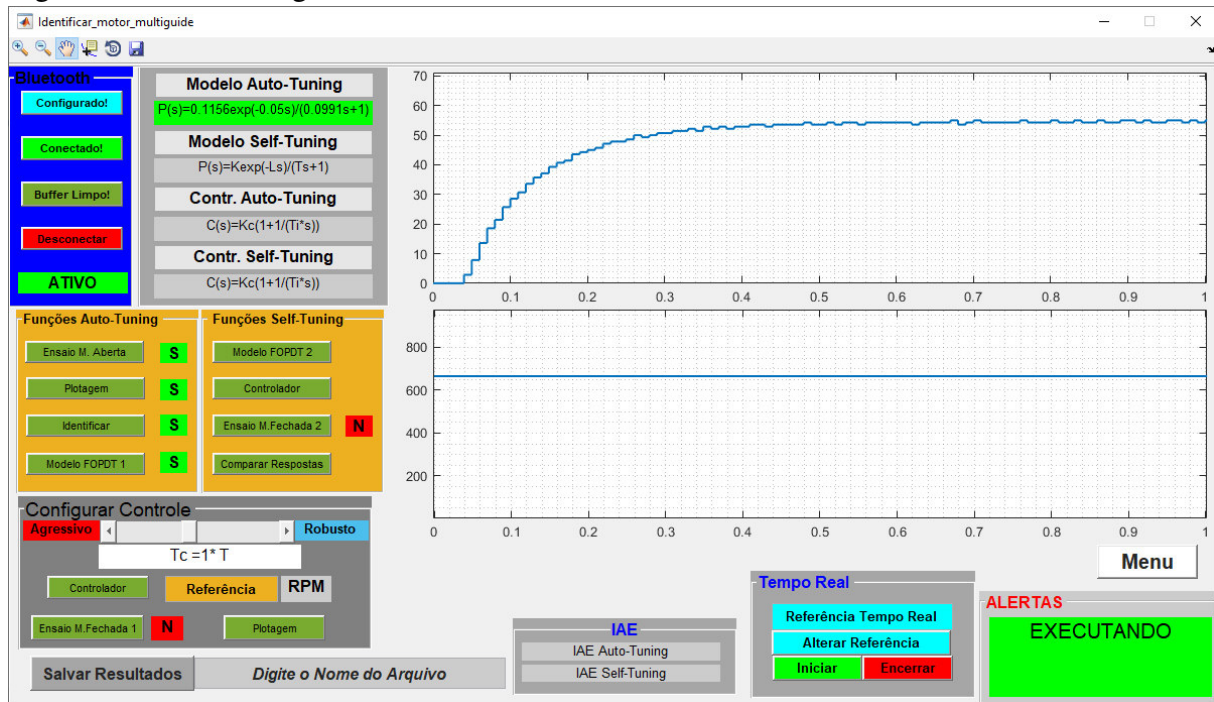 Identificar_motor_multiguide
Bluetooth
Configurado!
Conectado!
Buffer Limpo!
Desconectar
ATIVO
Modelo Auto-Tuning
P(s)=0.1156exp(-0.05s)/(0.0991s+1)
Modelo Self-Tuning
P(s)=Kexp(-Ls)/(Ts+1)
Contr. Auto-Tuning
C(s)=Kc(1+1/(Ti*s))
Contr. Self-Tuning
C(s)=Kc(1+1/(Ti*s))
70
60
50
40
30
20
10
0
0 0.1 0.2 0.3 0.4 0.5 0.6 0.7 0.8 0.9 1
800
600
400
200
0 0.1 0.2 0.3 0.4 0.5 0.6 0.7 0.8 0.9 1
Funções Auto-Tuning
Ensaio M. Aberta S
Plotagem S
Identificar S
Modelo FOPDT 1 S
Funções Self-Tuning
Modelo FOPDT 2
Controlador
Ensaio M.Fechada 2 N
Comparar Respostas
Configurar Controle
Agressivo Robusto
Tc =1* T
Controlador Referência RPM
Ensaio M.Fechada 1 N Plotagem
Salvar Resultados Digite o Nome do Arquivo
IAE
IAE Auto-Tuning
IAE Self-Tuning
Tempo Real
Referência Tempo Real
Alterar Referência
Iniciar Encerrar
Menu
ALERTAS
EXECUTANDO